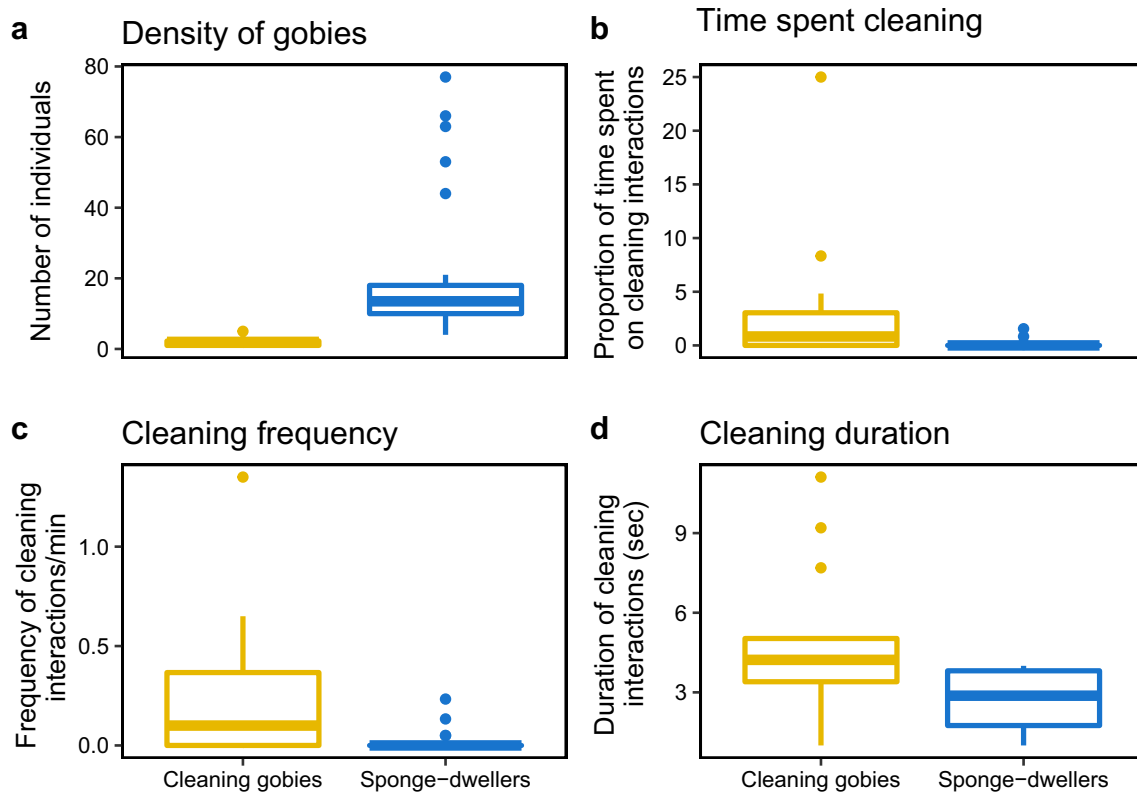 a
Density of gobies
Number of individuals
80
60
40
20
0
b
Time spent cleaning
Proportion of time spent
on cleaning interactions
25
20
15
10
5
0
c
Cleaning frequency
Frequency of cleaning
interactions/min
1.0
0.5
0.0
Cleaning gobies
Sponge−dwellers
d
Cleaning duration
Duration of cleaning
interactions (sec)
9
6
3
Cleaning gobies
Sponge−dwellers